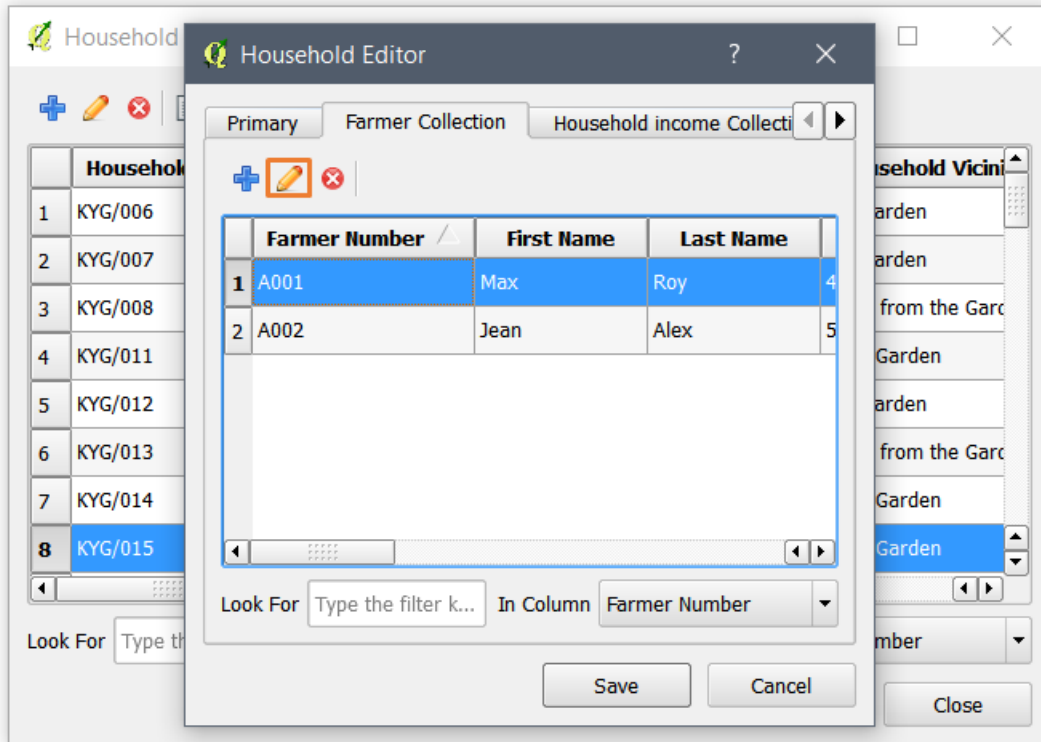 Household
Household Editor ?
Primary Farmer Collection Household income Collecti
Farmer Number First Name Last Name
1 A001 Max Roy 4
2 A002 Jean Alex 5
Look For Type the filter k... In Column Farmer Number
Save Cancel
Househol
1 KYG/006 arden
2 KYG/007 arden
3 KYG/008 from the Gard
4 KYG/011 Garden
5 KYG/012 arden
6 KYG/013 from the Gard
7 KYG/014 Garden
8 KYG/015 Garden
Look For Type th mber
Close